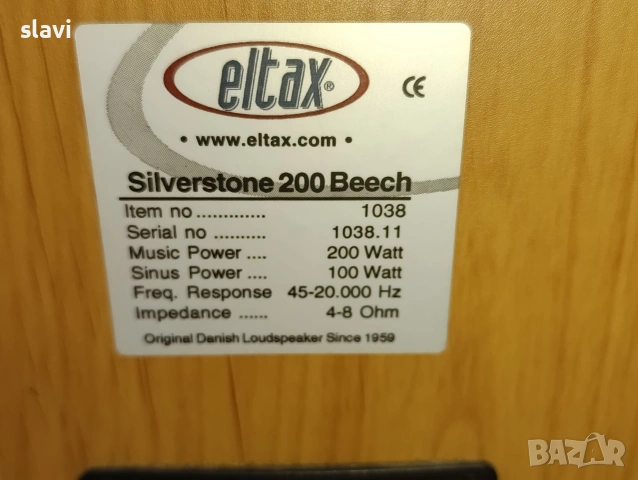 slavi
eltax®
CE
• www.eltax.com •
Silverstone 200 Beech
Item no ............. 1038
Serial no .......... 1038.11
Music Power .... 200 Watt
Sinus Power .... 100 Watt
Freq. Response 45-20.000 Hz
Impedance ...... 4-8 Ohm
Original Danish Loudspeaker Since 1959
BAZAR
bg